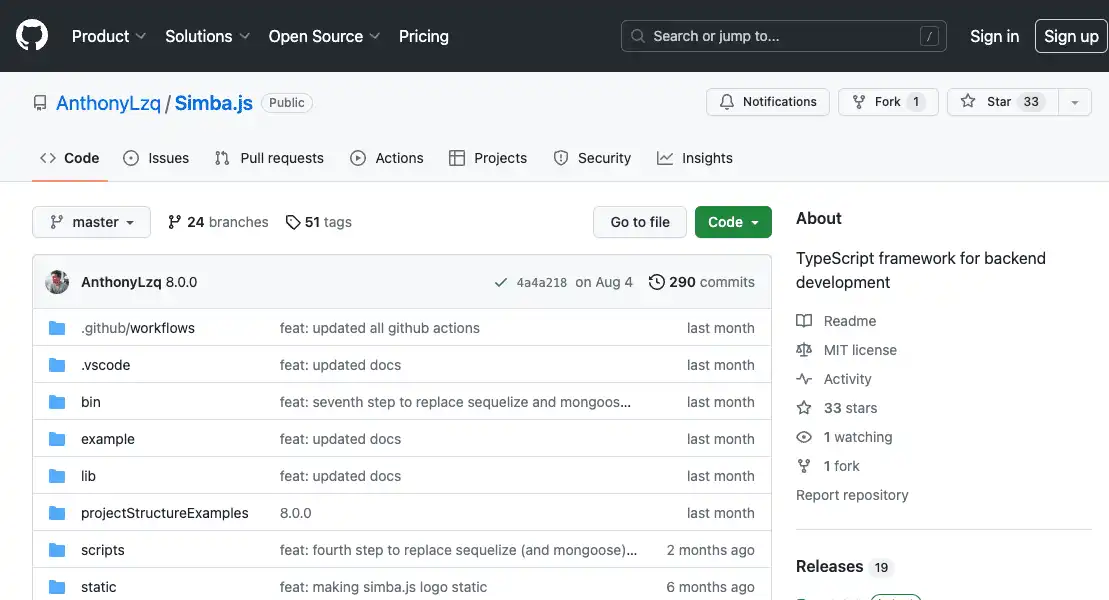 Product Solutions Open Source Pricing Search or jump to... / Sign in Sign up
AnthonyLzq / Simba.js Public Notifications Fork 1 Star 33
Code Issues Pull requests Actions Projects Security Insights
master 24 branches 51 tags Go to file Code
AnthonyLzq 8.0.0 4a4a218 on Aug 4 290 commits
.github/workflows feat: updated all github actions last month
.vscode feat: updated docs last month
bin feat: seventh step to replace sequelize and mongoos... last month
example feat: updated docs last month
lib feat: updated docs last month
projectStructureExamples 8.0.0 last month
scripts feat: fourth step to replace sequelize (and mongoose)... 2 months ago
static feat: making simba.js logo static 6 months ago
About
TypeScript framework for backend
development
Readme
MIT license
Activity
33 stars
1 watching
1 fork
Report repository
Releases 19